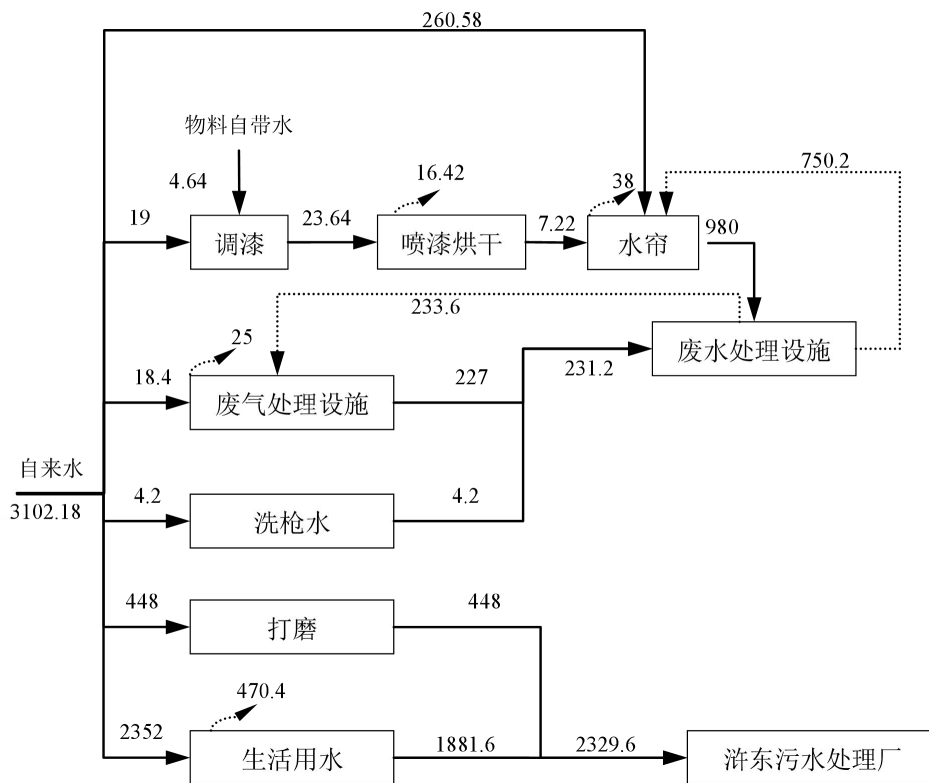 260.58
物料自带水
4.64
16.42
38
750.2
19
调漆
23.64
喷漆烘干
7.22
水帘
980
233.6
25
废水处理设施
18.4
废气处理设施
227
231.2
自来水
3102.18
4.2
洗枪水
4.2
448
打磨
448
470.4
2352
生活用水
1881.6
2329.6
浒东污水处理厂